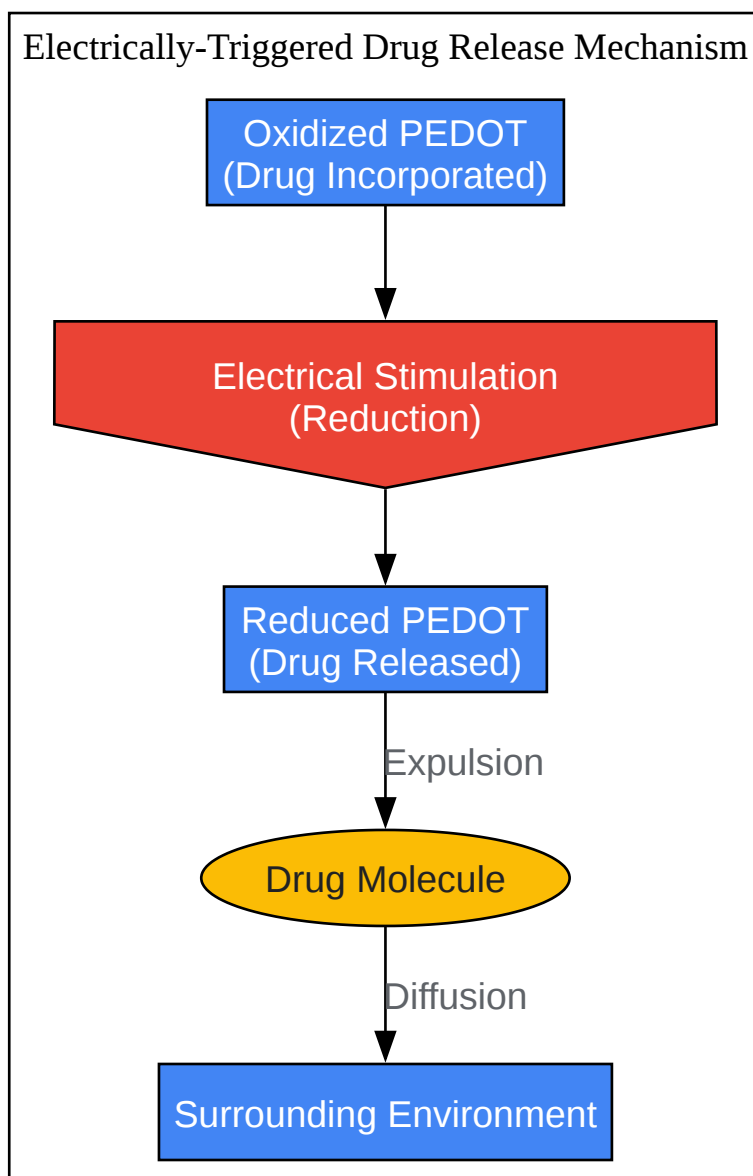 Electrically-Triggered Drug Release Mechanism
Oxidized PEDOT
(Drug Incorporated)
Electrical Stimulation
(Reduction)
Reduced PEDOT
(Drug Released)
Expulsion
Drug Molecule
Diffusion
Surrounding Environment